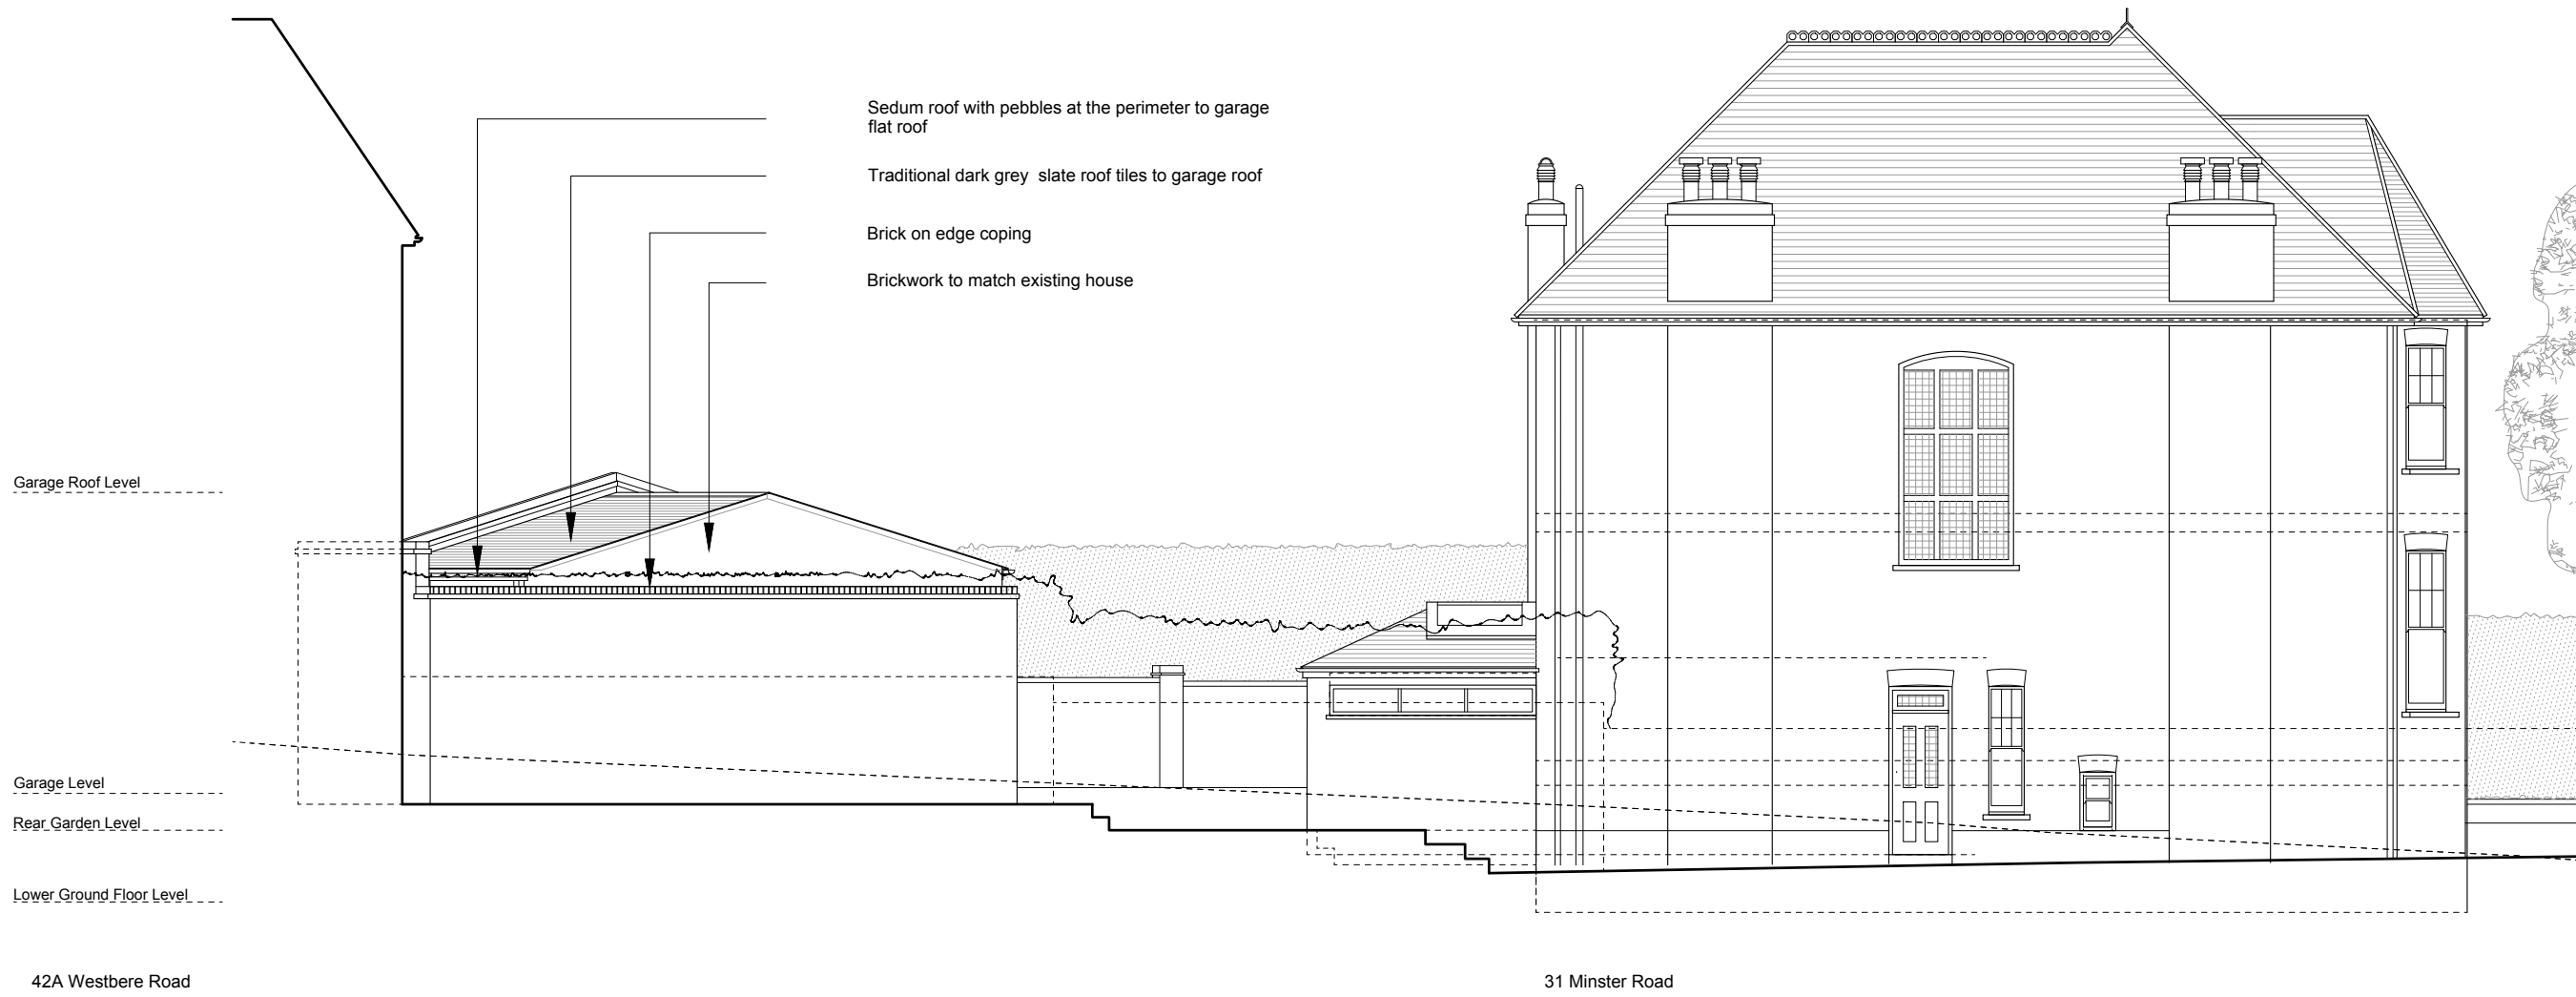 Sedum roof with pebbles at the perimeter to garage
flat roof
Traditional dark grey slate roof tiles to garage roof
Brick on edge coping
Brickwork to match existing house
Garage Roof Level
Garage Level
Rear Garden Level
Lower Ground Floor Level
42A Westbere Road
31 Minster Road